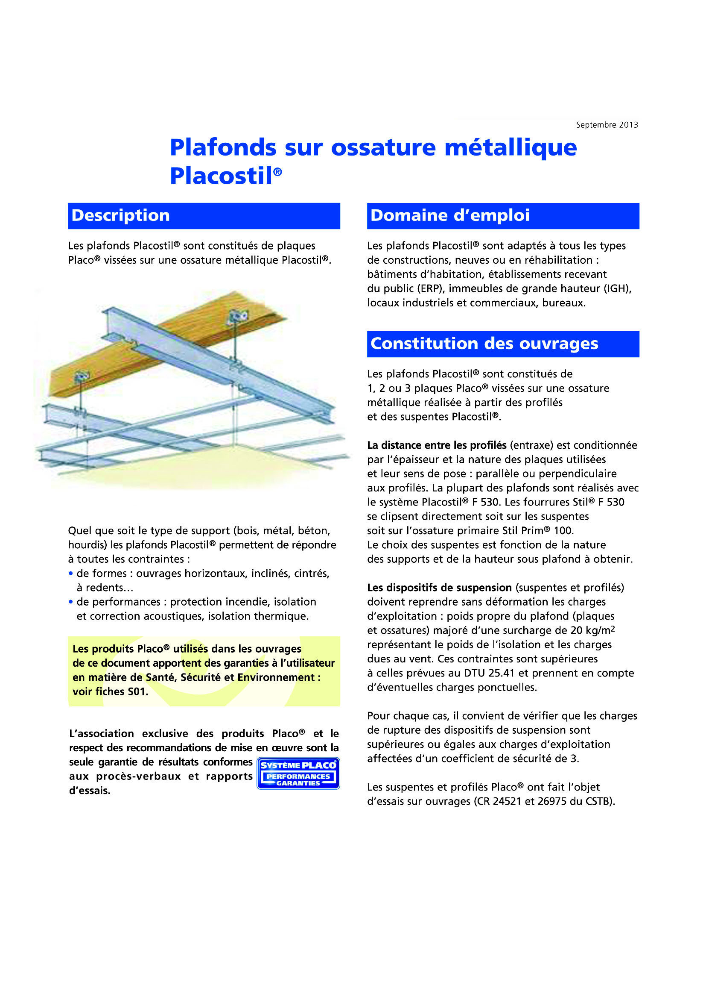 Septembre 2013
Plafonds sur ossature métallique
Placostil®
Description
Les plafonds Placostil® sont constitués de plaques
Placo® vissées sur une ossature métallique Placostil®.
Quel que soit le type de support (bois, métal, béton,
hourdis) les plafonds Placostil® permettent de répondre
à toutes les contraintes :
• de formes : ouvrages horizontaux, inclinés, cintrés,
à redents…
• de performances : protection incendie, isolation
et correction acoustiques, isolation thermique.
Les produits Placo® utilisés dans les ouvrages
de ce document apportent des garanties à l’utilisateur
en matière de Santé, Sécurité et Environnement :
voir fiches S01.
L’association exclusive des produits Placo® et le
respect des recommandations de mise en œuvre sont la
seule garantie de résultats conformes
aux procès-verbaux et rapports
d’essais.
SYSTÈME PLACO®
PERFORMANCES
GARANTIES
Domaine d’emploi
Les plafonds Placostil® sont adaptés à tous les types
de constructions, neuves ou en réhabilitation :
bâtiments d’habitation, établissements recevant
du public (ERP), immeubles de grande hauteur (IGH),
locaux industriels et commerciaux, bureaux.
Constitution des ouvrages
Les plafonds Placostil® sont constitués de
1, 2 ou 3 plaques Placo® vissées sur une ossature
métallique réalisée à partir des profilés
et des suspentes Placostil®.
La distance entre les profilés (entraxe) est conditionnée
par l’épaisseur et la nature des plaques utilisées
et leur sens de pose : parallèle ou perpendiculaire
aux profilés. La plupart des plafonds sont réalisés avec
le système Placostil® F 530. Les fourrures Stil® F 530
se clipsent directement soit sur les suspentes
soit sur l’ossature primaire Stil Prim® 100.
Le choix des suspentes est fonction de la nature
des supports et de la hauteur sous plafond à obtenir.
Les dispositifs de suspension (suspentes et profilés)
doivent reprendre sans déformation les charges
d’exploitation : poids propre du plafond (plaques
et ossatures) majoré d’une surcharge de 20 kg/m2
représentant le poids de l’isolation et les charges
dues au vent. Ces contraintes sont supérieures
à celles prévues au DTU 25.41 et prennent en compte
d’éventuelles charges ponctuelles.
Pour chaque cas, il convient de vérifier que les charges
de rupture des dispositifs de suspension sont
supérieures ou égales aux charges d’exploitation
affectées d’un coefficient de sécurité de 3.
Les suspentes et profilés Placo® ont fait l’objet
d’essais sur ouvrages (CR 24521 et 26975 du CSTB).